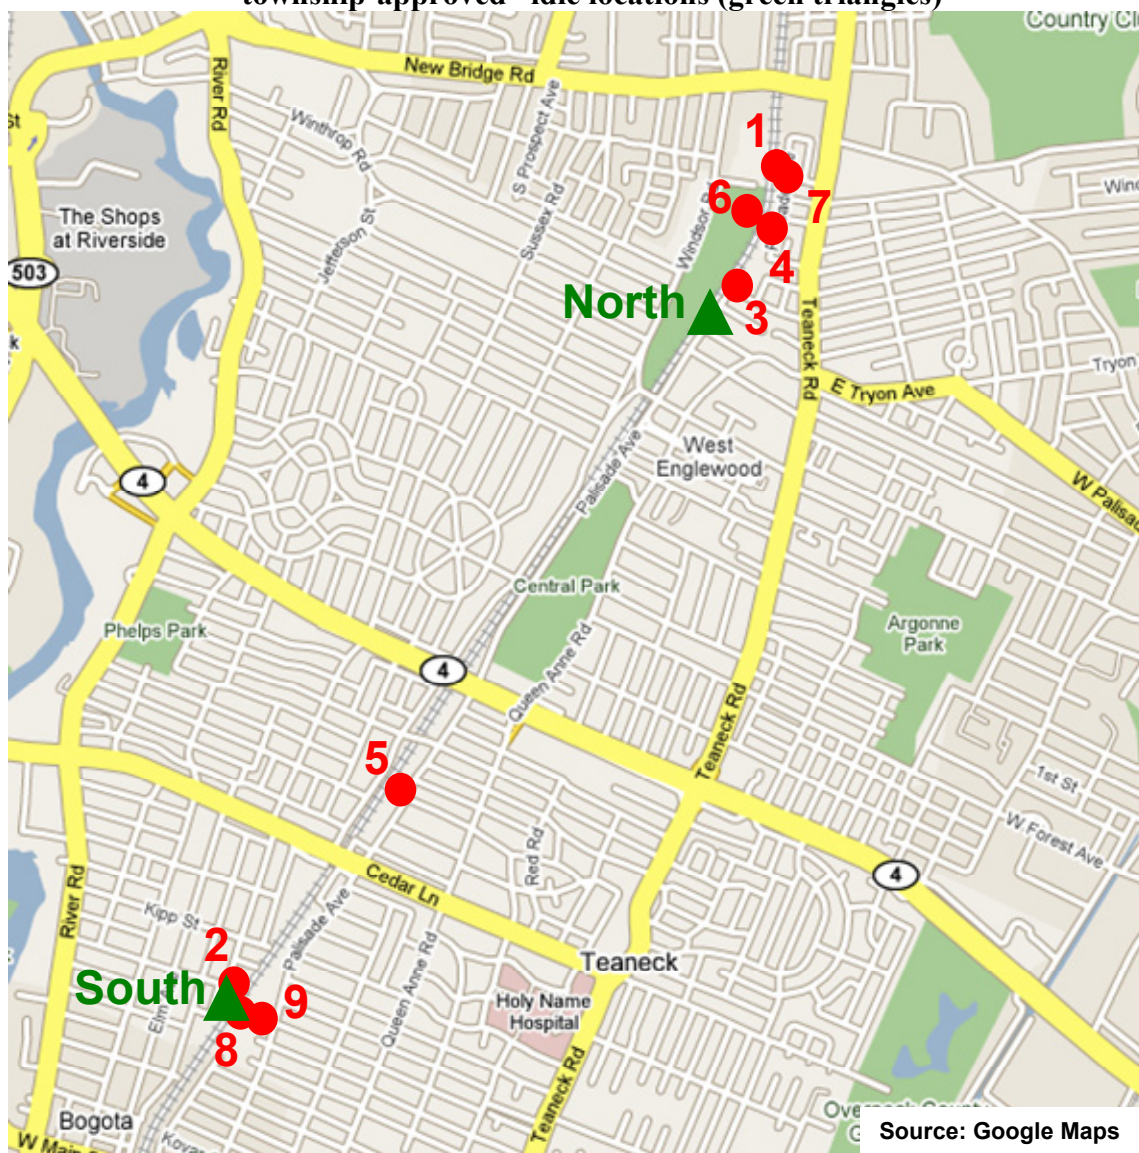 township-approved "idle locations (green triangles)
Country Cl
New Bridge Rd
River Rd
S Prospect Ave
Winthrop Rd
St
1
The Shops
at Riverside
Jefferson St
Sussex Rd
Windsor Rd
6
7
Wind
503
4
North
3
Teaneck Rd
E Tryon Ave
Tryon
k
West
Englewood
Palisade Ave
W Palisa
4
Central Park
Phelps Park
Argonne
Park
4
Queen Anne Rd
Teaneck Rd
5
1st St
W Forest Ave
Red Rd
4
Cedar Ln
River Rd
Kipp St
Palisade Ave
2
South
Elm
9
8
Queen Anne Rd
Teaneck
Holy Name
Hospital
Teaneck Rd
Bogota
W Main
Source: Google Maps